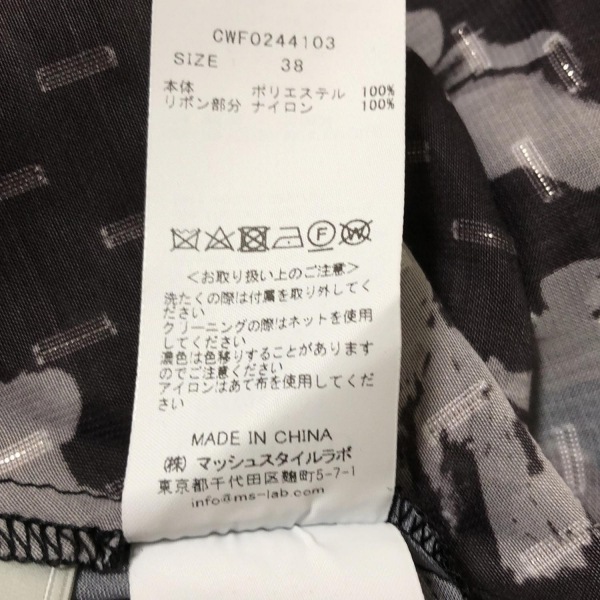 CWF0244103
SIZE 38
本体 ポリエステル 100%
リボン部分 ナイロン 100%
F W
<お取り扱い上のご注意>
洗たくの際は付属を取り外してく
ださい
クリーニングの際はネットを使用
してください
濃色は色移りすることがあります
のでご注意ください
アイロンはあて布を使用してくだ
さい
MADE IN CHINA
(株) マッシュスタイルラボ
東京都千代田区麹町5-7-1
info@ms-lab.com